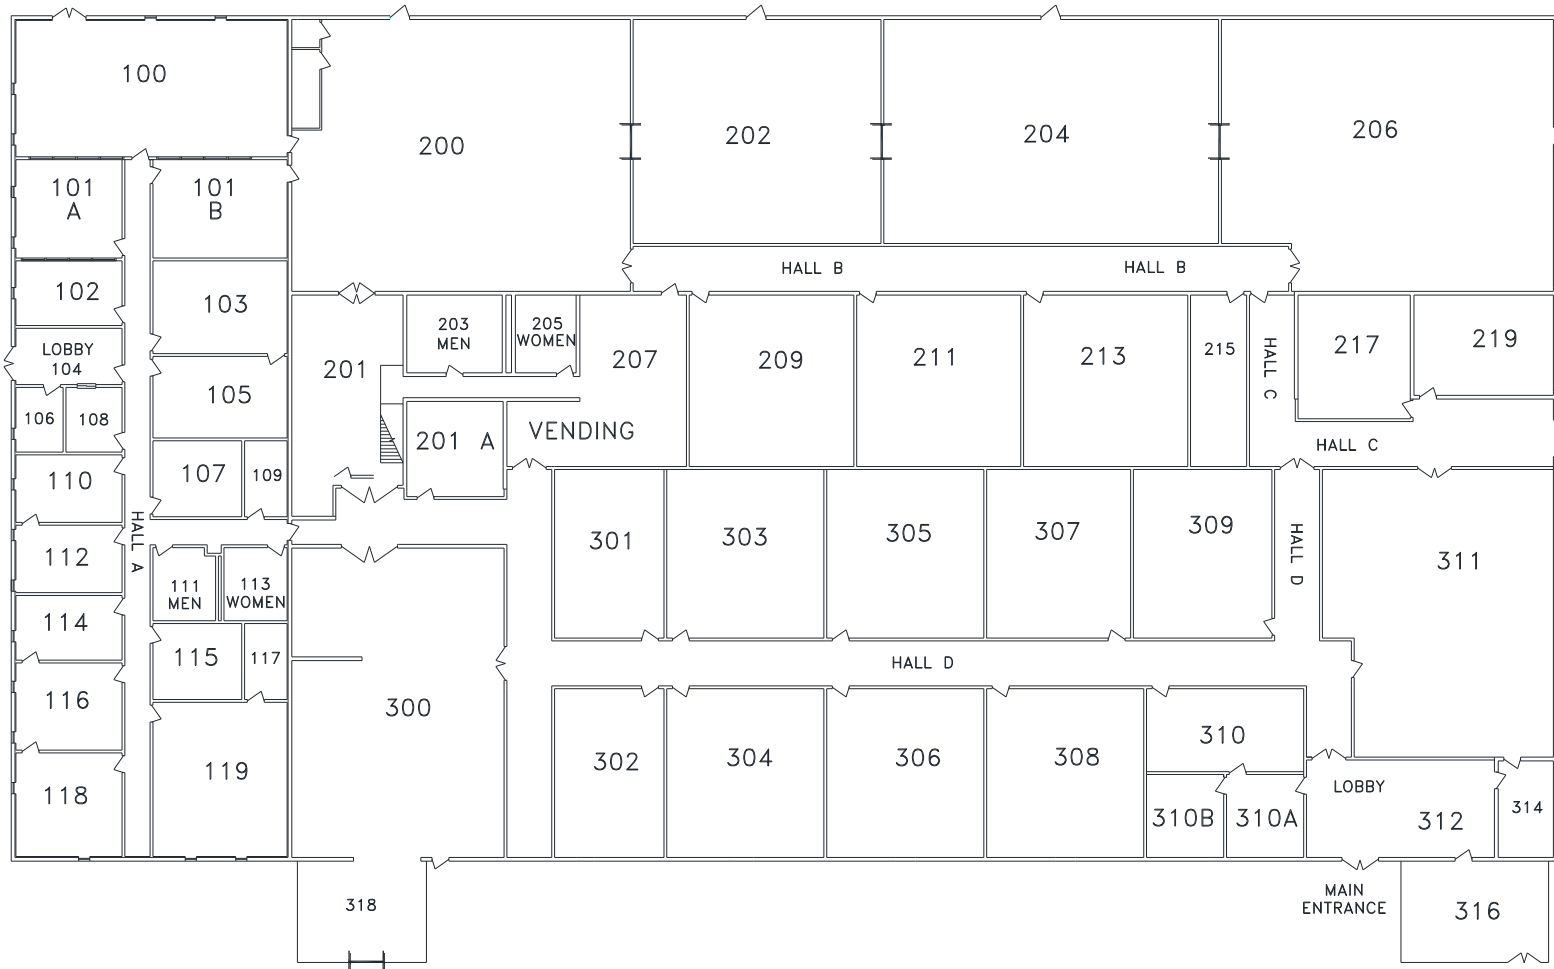 100
200
202
204
206
101
A
101
B
102
103
HALL B
HALL B
LOBBY
104
201
203
MEN
205
WOMEN
207
209
211
213
215
HALL C
217
219
105
106
108
201 A
VENDING
HALL C
107
109
110
HALL A
112
111
MEN
113
WOMEN
301
303
305
307
309
HALL D
311
114
115
117
HALL D
116
300
302
304
306
308
310
118
119
310B
310A
LOBBY
312
314
318
MAIN
ENTRANCE
316